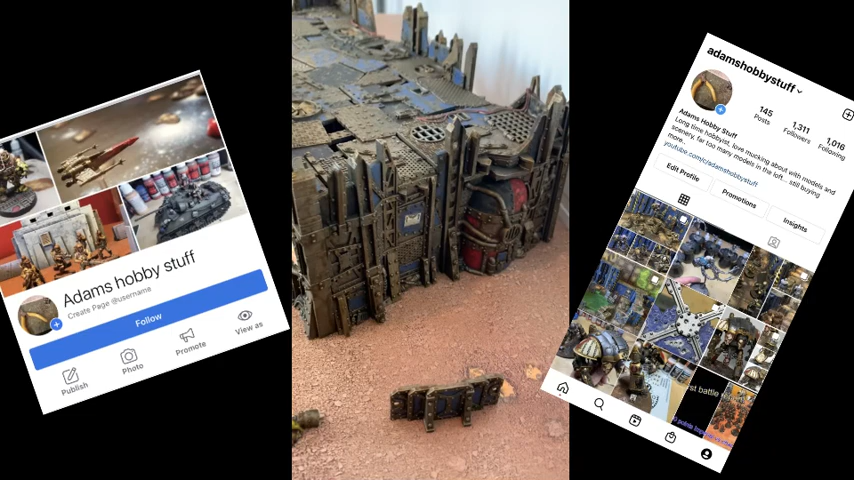 Adams hobby stuff
Create Page @username
Follow
Publish
Photo
Promote
View as
adamshobbystuff
145
Posts
1,311
Followers
1,016
Following
Adams Hobby Stuff
Long time hobbyist, love mucking about with models and
scenery, far too many models in the loft... still buying
more..
youtube.com/c/adamshobbystuff
Edit Profile
Promotions
Insights